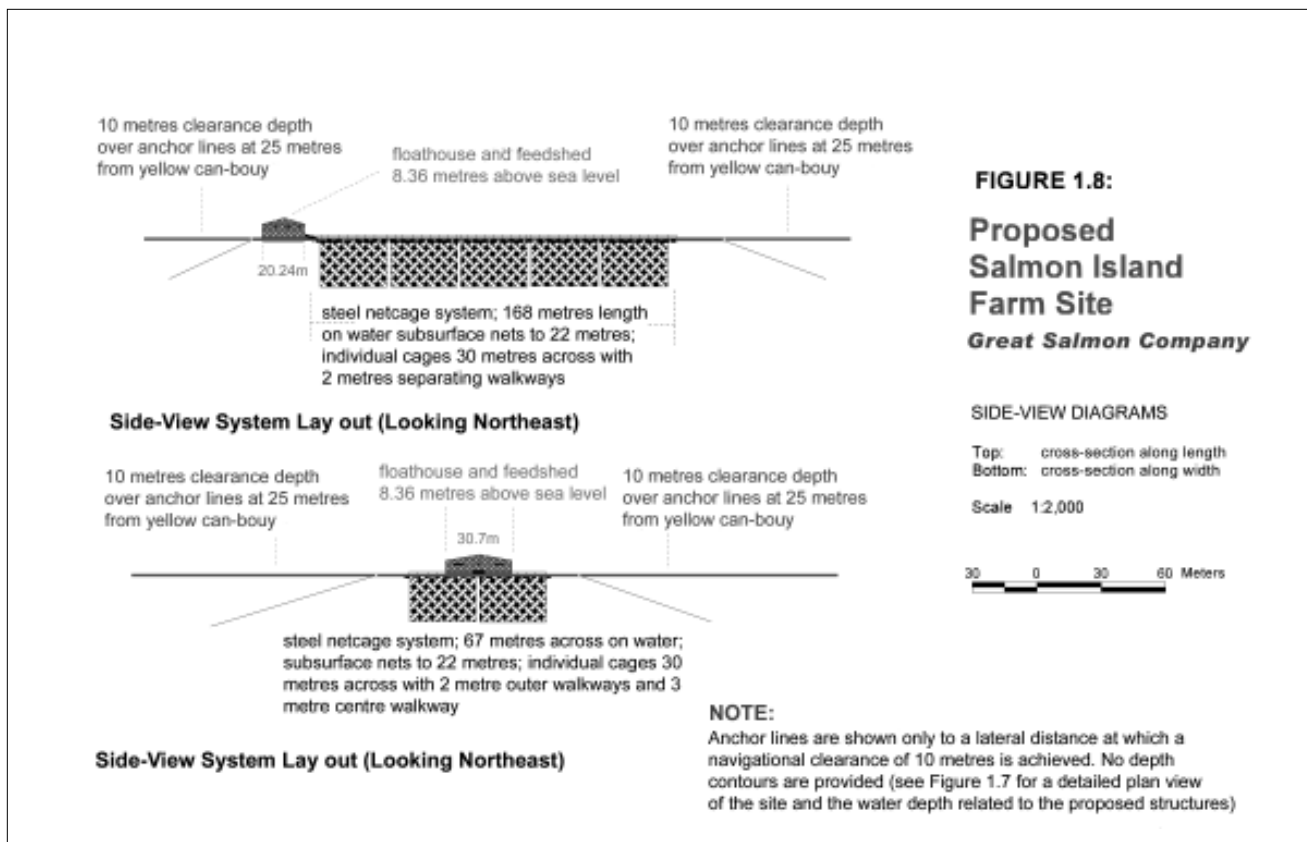 10 metres clearance depth
over anchor lines at 25 metres
from yellow can-bouy
floathouse and feedshed
8.36 metres above sea level
10 metres clearance depth
over anchor lines at 25 metres
from yellow can-bouy
20.24m
steel netcage system; 168 metres length
on water subsurface nets to 22 metres;
individual cages 30 metres across with
2 metres separating walkways
Side-View System Lay out (Looking Northeast)
10 metres clearance depth
over anchor lines at 25 metres
from yellow can-bouy
floathouse and feedshed
8.36 metres above sea level
10 metres clearance depth
over anchor lines at 25 metres
from yellow can-bouy
30.7m
steel netcage system; 67 metres across on water;
subsurface nets to 22 metres; individual cages 30
metres across with 2 metre outer walkways and 3
metre centre walkway
Side-View System Lay out (Looking Northeast)
FIGURE 1.8:
Proposed
Salmon Island
Farm Site
Great Salmon Company
SIDE-VIEW DIAGRAMS
Top: cross-section along length
Bottom: cross-section along width
Scale 1:2,000
30 0 30 60 Meters
NOTE:
Anchor lines are shown only to a lateral distance at which a
navigational clearance of 10 metres is achieved. No depth
contours are provided (see Figure 1.7 for a detailed plan view
of the site and the water depth related to the proposed structures)